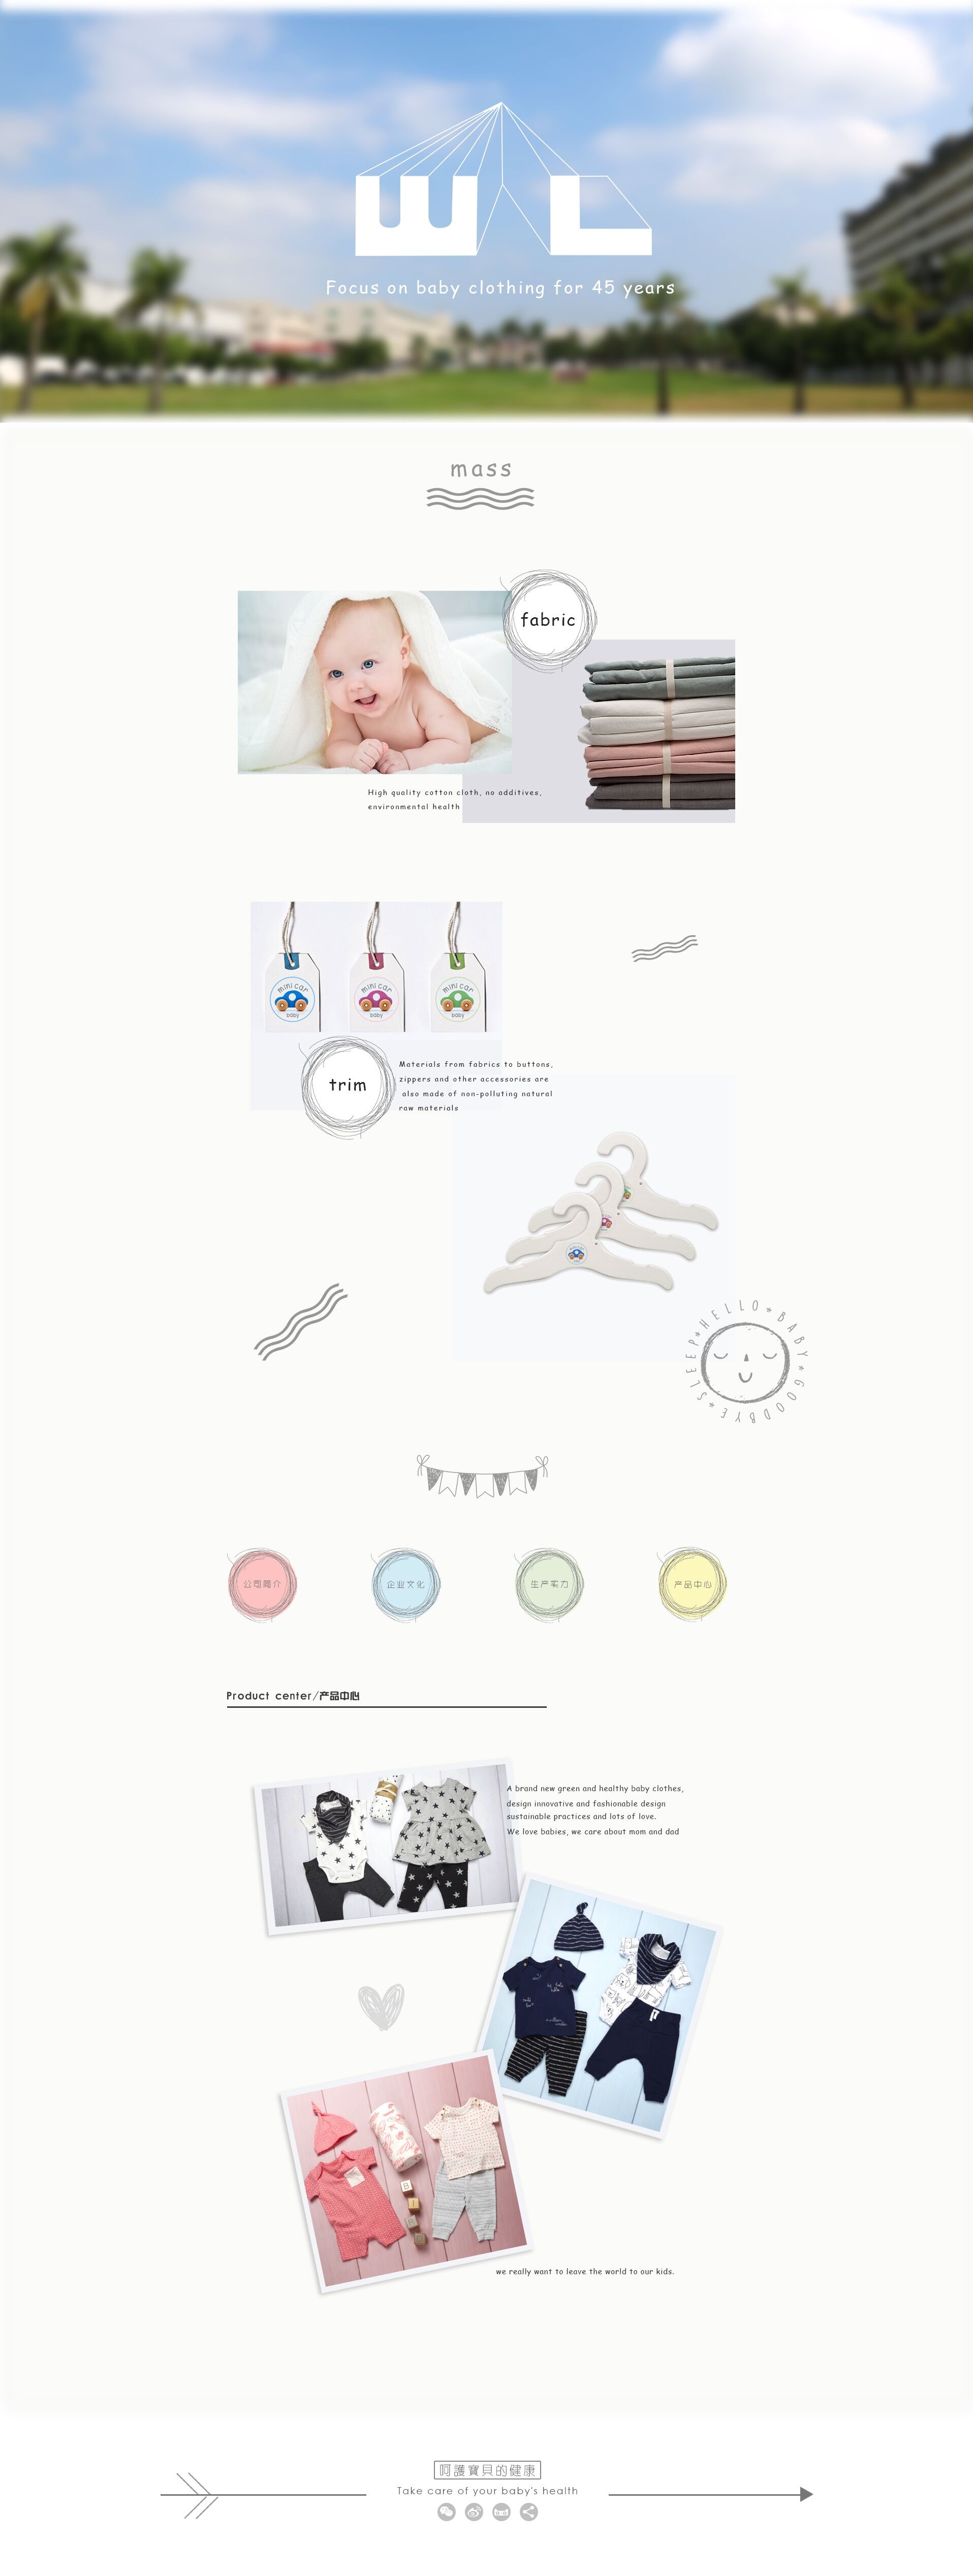 WL
Focus on baby clothing for 45 years
mass
fabric
High quality cotton cloth, no additives,
environmental health
mini car
baby
mini car
baby
mini car
baby
trim
Materials from fabrics to buttons,
zippers and other accessories are
also made of non-polluting natural
raw materials
HELLO*BABY*GOODBYE*SLEEP*
公司简介
企业文化
生产实力
产品中心
Product center/产品中心
A brand new green and healthy baby clothes,
design innovative and fashionable design
sustainable practices and lots of love.
We love babies, we care about mom and dad
we really want to leave the world to our kids.
呵護寶貝的健康
Take care of your baby's health